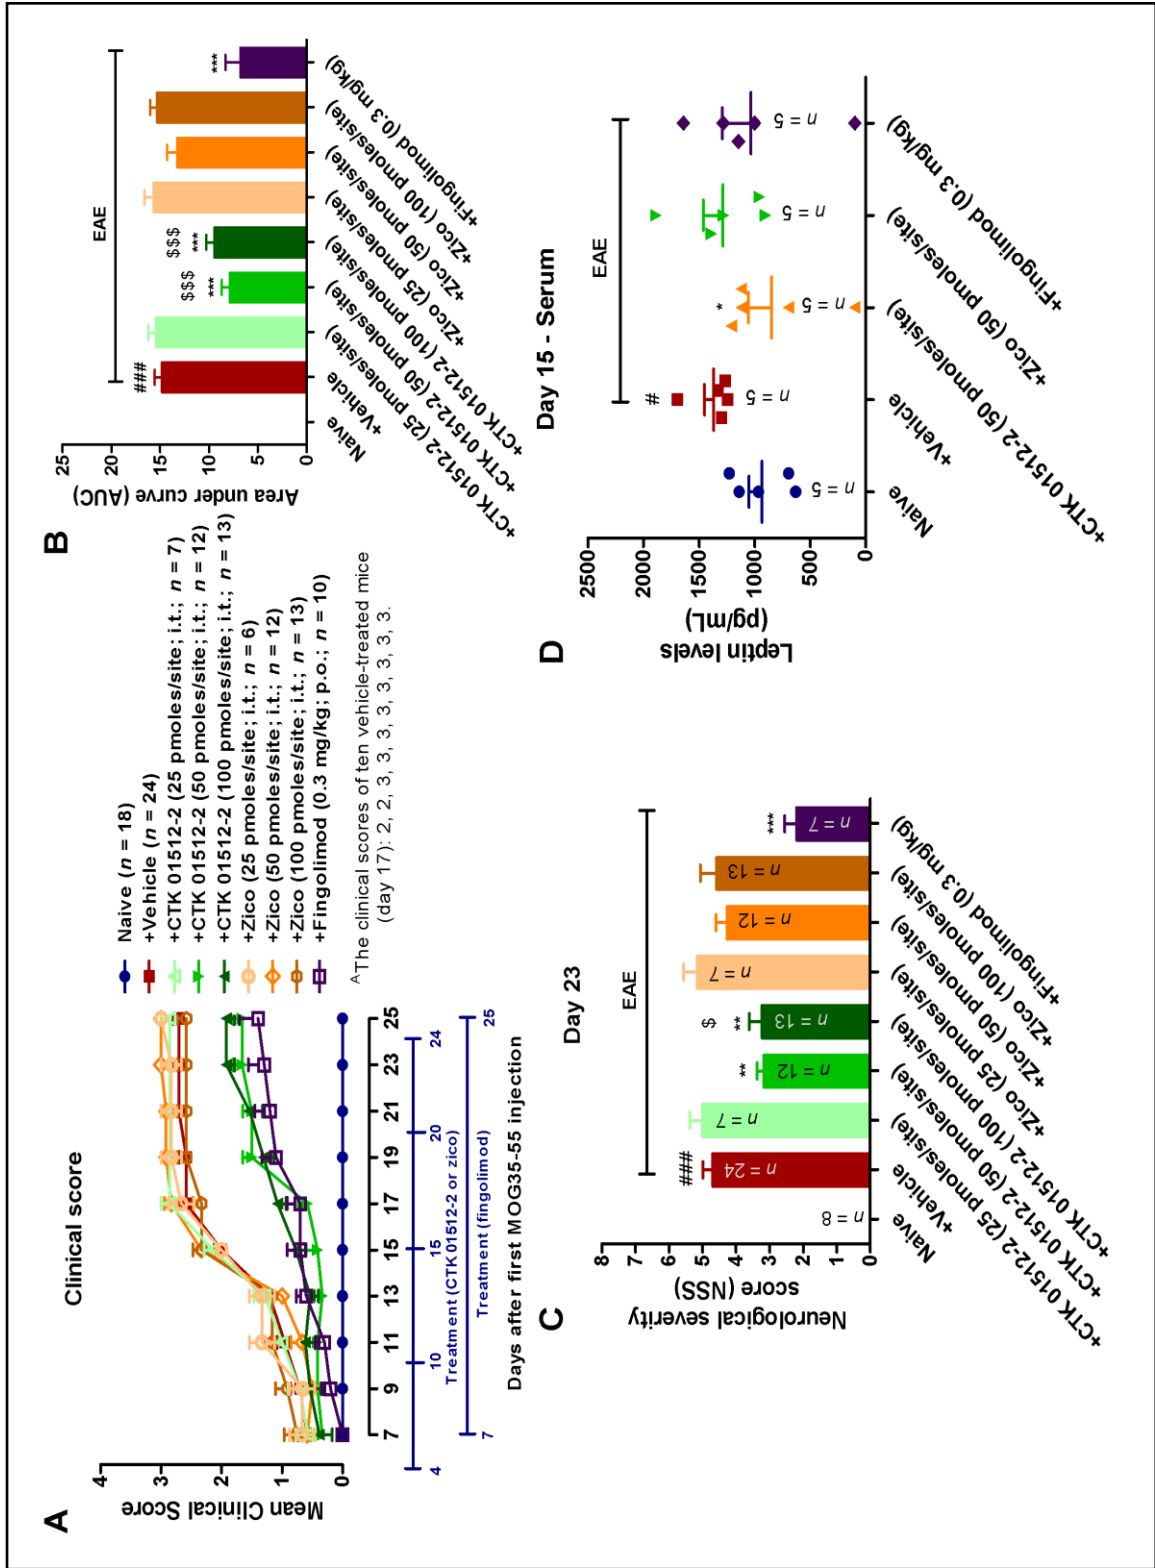 A
Clinical score
Mean Clinical Score
4
3
2
1
0
7 9 11 13 15 17 19 21 23 25
4 10 15 20 24
Treatment (CTK 01512-2 or zico)
7 25
Treatment (fingolimod)
Days after first MOG35-55 injection
Naive (n = 18)
+Vehicle (n = 24)
+CTK 01512-2 (25 pmoles/site; i.t.; n = 7)
+CTK 01512-2 (50 pmoles/site; i.t.; n = 12)
+CTK 01512-2 (100 pmoles/site; i.t.; n = 13)
+Zico (25 pmoles/site; i.t.; n = 6)
+Zico (50 pmoles/site; i.t.; n = 12)
+Zico (100 pmoles/site; i.t.; n = 13)
+Fingolimod (0.3 mg/kg; p.o.; n = 10)
AThe clinical scores of ten vehicle-treated mice
(day 17): 2, 2, 3, 3, 3, 3, 3, 3, 3, 3.
B
Area under curve (AUC)
25
20
15
10
5
0
EAE
###
***
$$$
***
$$$
***
Naive
+Vehicle
+CTK 01512-2 (25 pmoles/site)
+CTK 01512-2 (50 pmoles/site)
+CTK 01512-2 (100 pmoles/site)
+Zico (25 pmoles/site)
+Zico (50 pmoles/site)
+Zico (100 pmoles/site)
+Fingolimod (0.3 mg/kg)
C
Day 23
Neurological severity
score (NSS)
8
7
6
5
4
3
2
1
0
EAE
###
**
**
$
***
n = 8
n = 24
n = 7
n = 12
n = 13
n = 7
n = 12
n = 13
n = 7
Naive
+Vehicle
+CTK 01512-2 (25 pmoles/site)
+CTK 01512-2 (50 pmoles/site)
+CTK 01512-2 (100 pmoles/site)
+Zico (25 pmoles/site)
+Zico (50 pmoles/site)
+Zico (100 pmoles/site)
+Fingolimod (0.3 mg/kg)
D
Day 15 - Serum
Leptin levels
(pg/mL)
2500
2000
1500
1000
500
0
EAE
#
*
n = 5
n = 5
n = 5
n = 5
n = 5
Naive
+Vehicle
+CTK 01512-2 (50 pmoles/site)
+Zico (50 pmoles/site)
+Fingolimod (0.3 mg/kg)